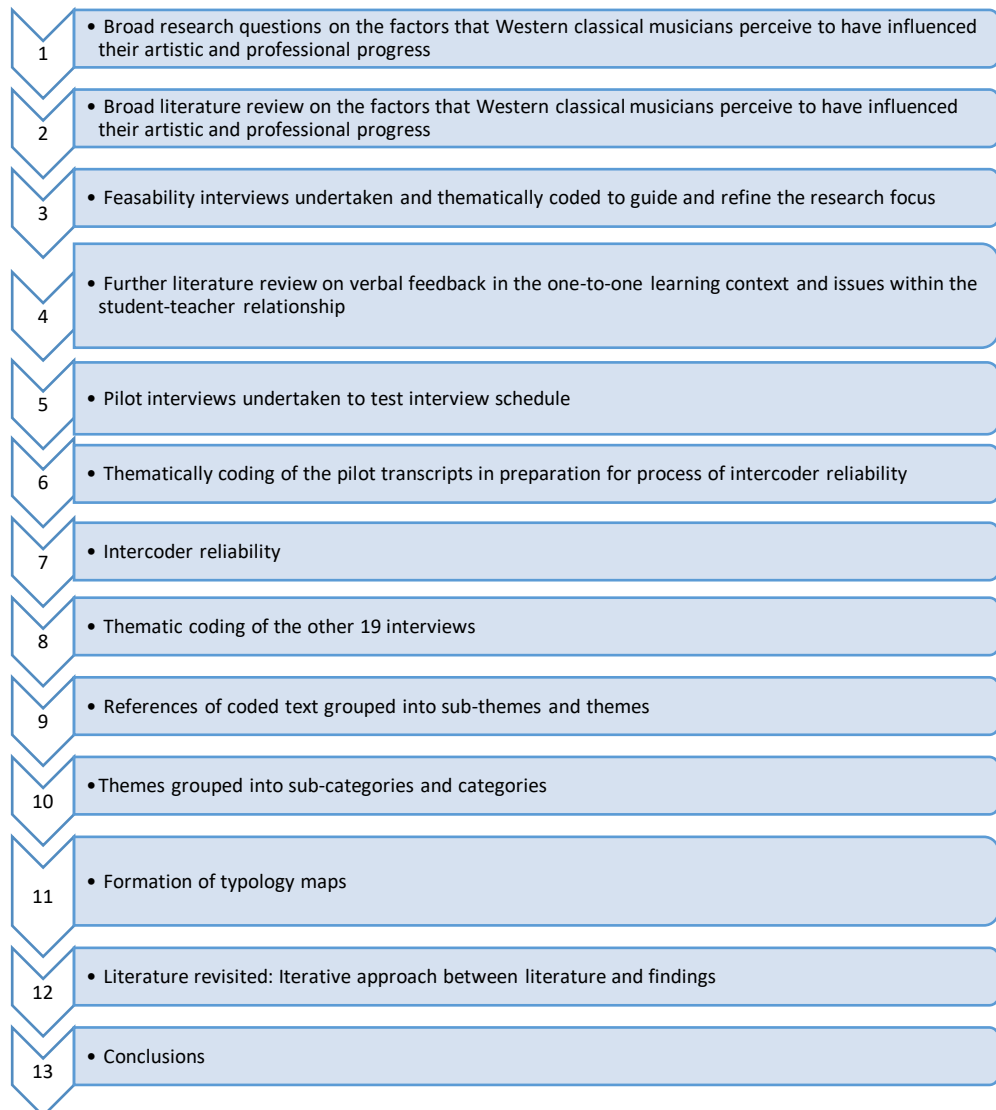 • Broad research questions on the factors that Western classical musicians perceive to have influenced
their artistic and professional progress
1
• Broad literature review on the factors that Western classical musicians perceive to have influenced
their artistic and professional progress
2
• Feasability interviews undertaken and thematically coded to guide and refine the research focus
3
• Further literature review on verbal feedback in the one-to-one learning context and issues within the
student-teacher relationship
4
• Pilot interviews undertaken to test interview schedule
5
• Thematically coding of the pilot transcripts in preparation for process of intercoder reliability
6
• Intercoder reliability
7
• Thematic coding of the other 19 interviews
8
• References of coded text grouped into sub-themes and themes
9
•Themes grouped into sub-categories and categories
10
• Formation of typology maps
11
• Literature revisited: Iterative approach between literature and findings
12
• Conclusions
13